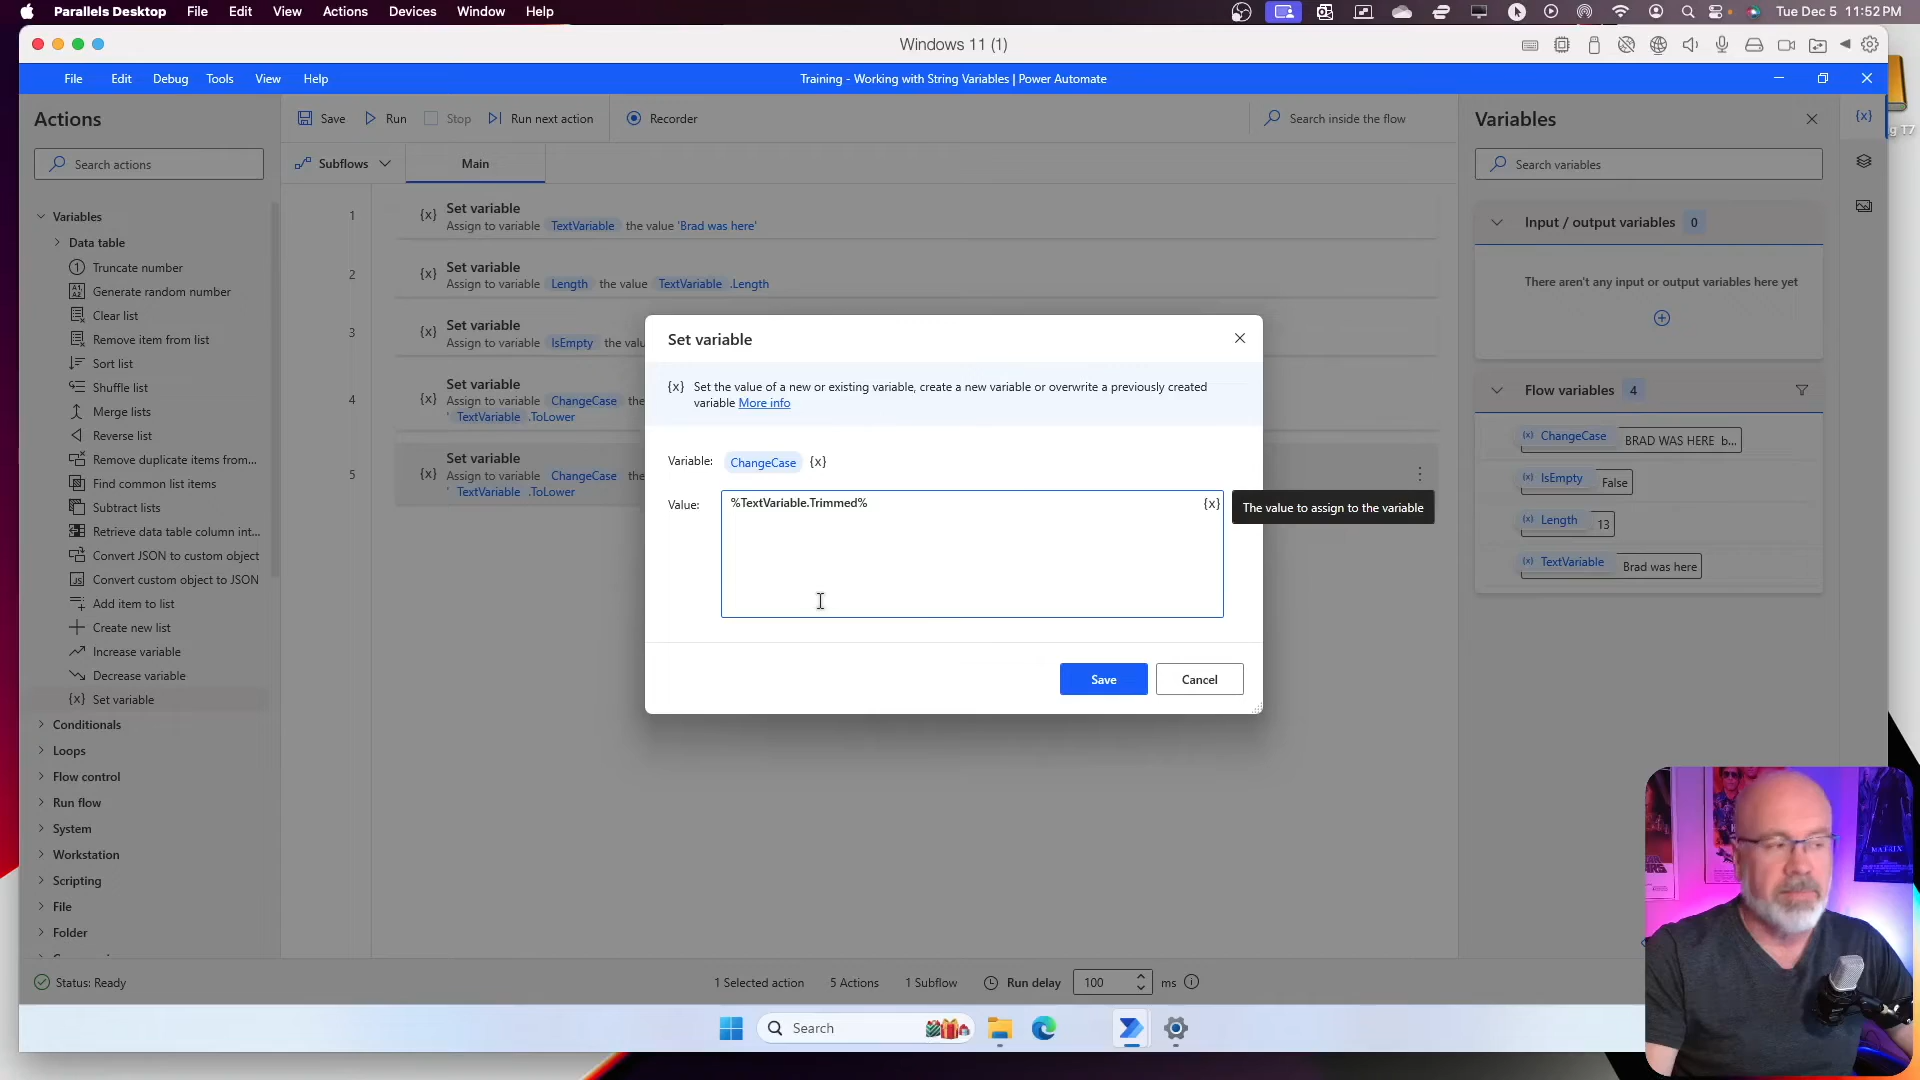 Parallels Desktop File Edit View Actions Devices Window Help
Tue Dec 5 11:52 PM
Windows 11 (1)
File Edit Debug Tools View Help
Training - Working with String Variables | Power Automate
Actions
Search actions
Variables
Data table
Truncate number
Generate random number
Clear list
Remove item from list
Sort list
Shuffle list
Merge lists
Reverse list
Remove duplicate items from...
Find common list items
Subtract lists
Retrieve data table column int...
Convert JSON to custom object
Convert custom object to JSON
Add item to list
Create new list
Increase variable
Decrease variable
{x} Set variable
Conditionals
Loops
Flow control
Run flow
System
Workstation
Scripting
File
Folder
Save Run Stop Run next action Recorder
Search inside the flow
Subflows Main
1 {x} Set variable
Assign to variable TextVariable the value 'Brad was here'
2 {x} Set variable
Assign to variable Length the value TextVariable .Length
3 {x} Set variable
Assign to variable IsEmpty the valu
4 {x} Set variable
Assign to variable ChangeCase the
' TextVariable .ToLower
5 {x} Set variable
Assign to variable ChangeCase the
' TextVariable .ToLower
Set variable
{x} Set the value of a new or existing variable, create a new variable or overwrite a previously created
variable More info
Variable: ChangeCase {x}
Value: %TextVariable.Trimmed% {x}
The value to assign to the variable
Save Cancel
Variables {x}
Search variables
Input / output variables 0
There aren't any input or output variables here yet
Flow variables 4
(x) ChangeCase BRAD WAS HERE b...
(x) IsEmpty False
(x) Length 13
(x) TextVariable Brad was here
g T7
Status: Ready
1 Selected action 5 Actions 1 Subflow Run delay 100 ms
Search
MATRIX